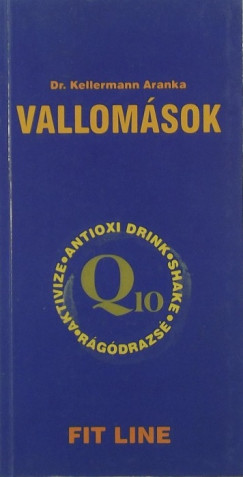 Dr. Kellermann Aranka
VALLOMÁSOK
AKTIVIZE • ANTIOXI DRINK • SHAKE • RÁGÓDRAZSÉ •
Q10
FIT LINE